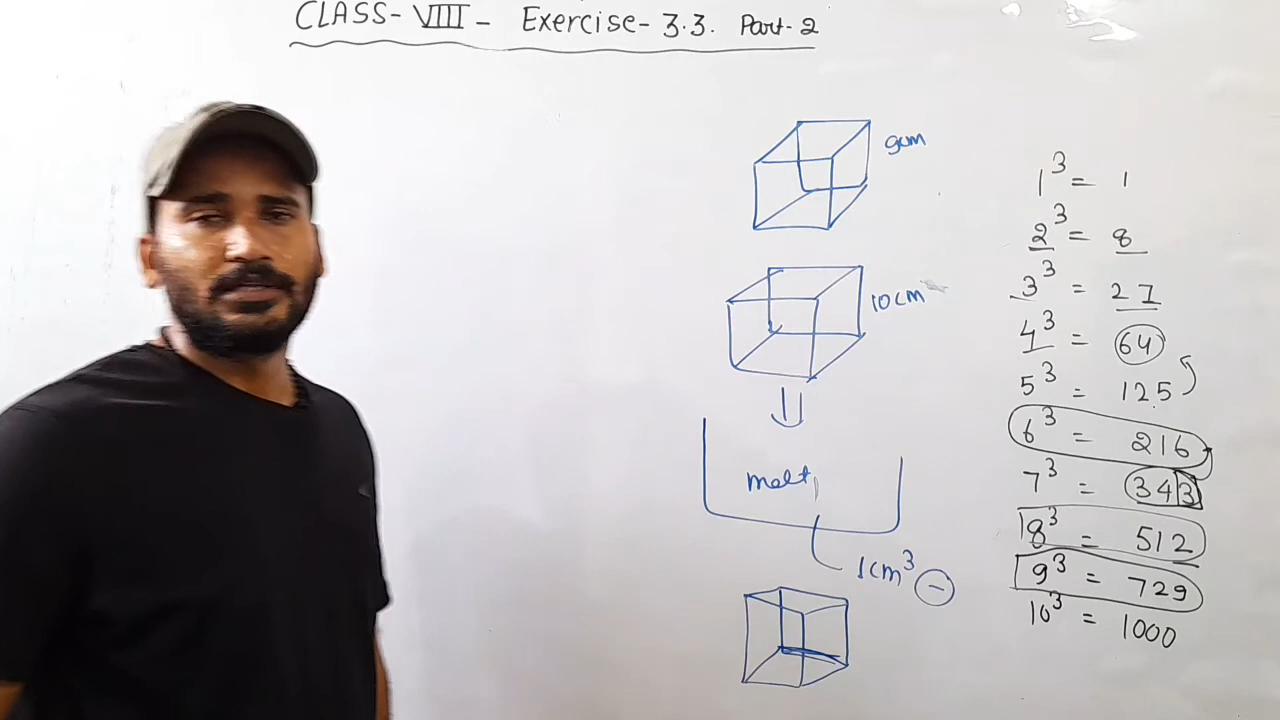 CLASS- VIII - Exercise- 3.3. Part- 2
9cm
10cm
melt
1cm³ -
1³ = 1
2³ = 8
3³ = 27
4³ = 64
5³ = 125
6³ = 216
7³ = 343
8³ = 512
9³ = 729
10³ = 1000